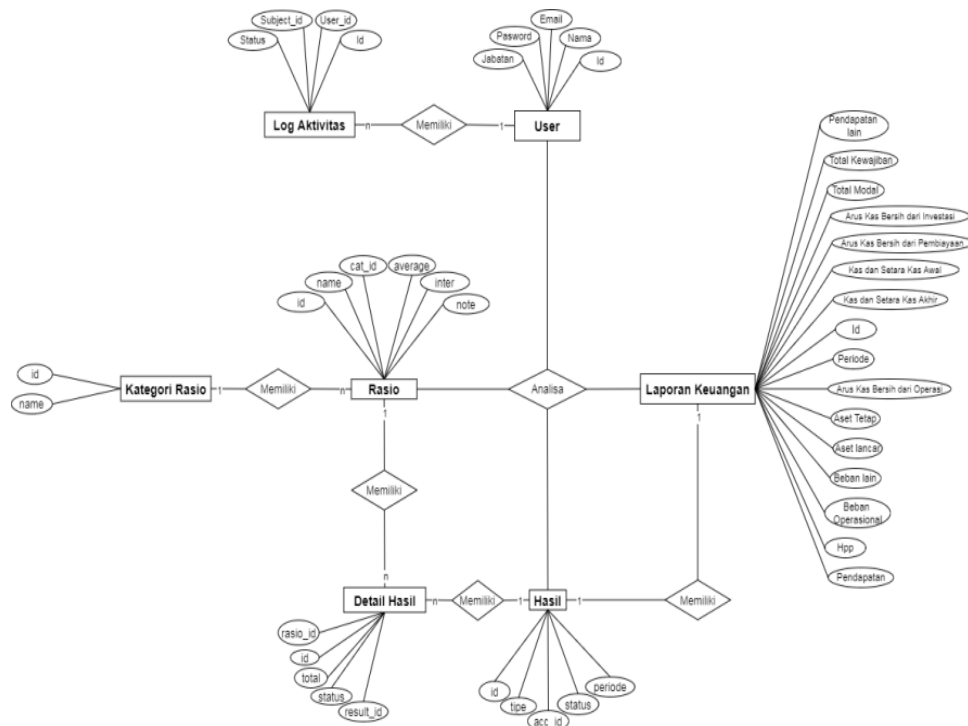 Email
Subject_id
User_id
Pasword
Nama
Status
Id
Jabatan
Id
Log Aktivitas
n
Memiliki
1
User
Pendapatan
lain
Total Kewajiban
Total Modal
Arus Kas Bersih dari Investasi
Arus Kas Bersih dari Pembiayaan
Kas dan Setara Kas Awal
Kas dan Setara Kas Akhir
Id
Periode
Arus Kas Bersih dari Operasi
Aset Tetap
Aset lancar
Beban lain
Beban
Operasional
Hpp
Pendapatan
cat_id
average
name
inter
id
note
id
name
Kategori Rasio
1
Memiliki
n
Rasio
Analisa
Laporan Keuangan
1
1
Memiliki
n
Detail Hasil
n
Memiliki
1
Hasil
1
Memiliki
rasio_id
id
total
status
result_id
id
tipe
acc_id
status
periode